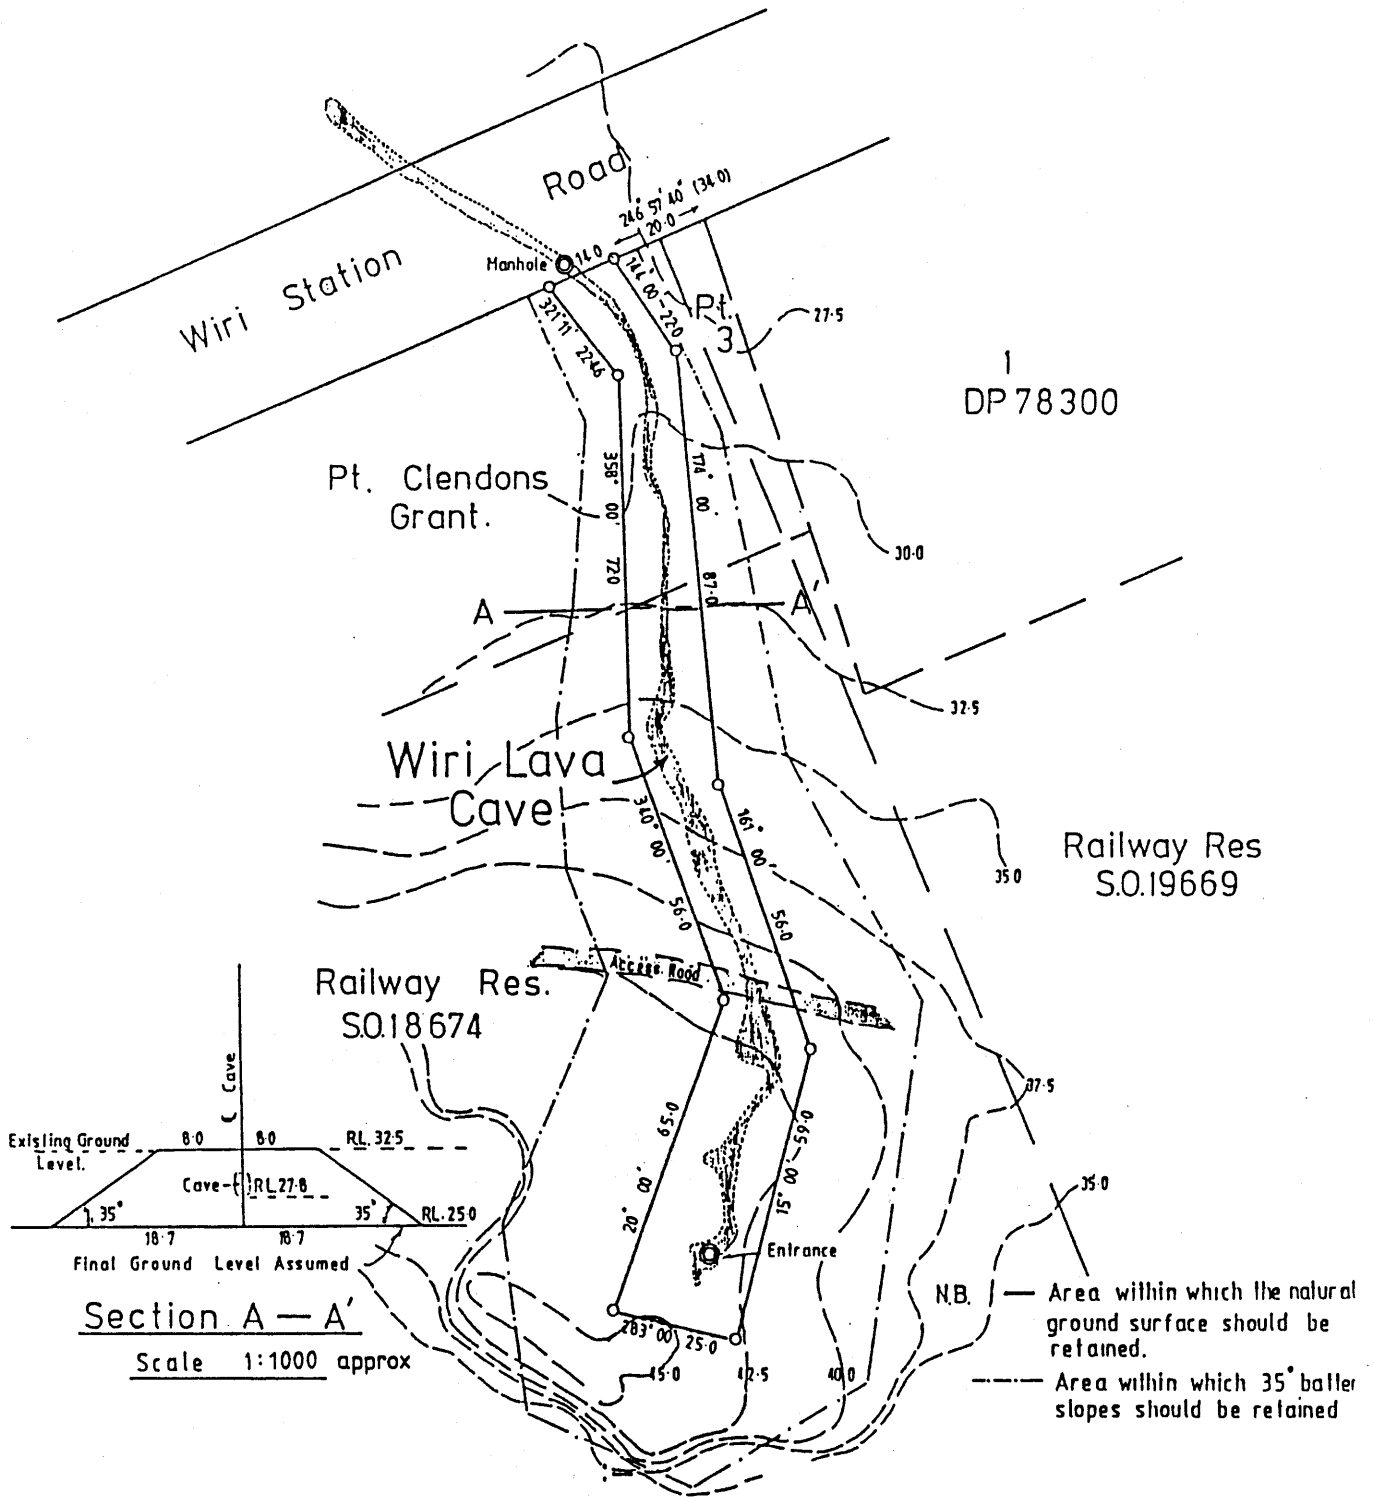 Road
246° 57' 40" (34·0)
20·0
Wiri Station
Manhole
14·0
144° 00' – 22·0
321° 11'
22·46
Pt.
3
27·5
1
DP 78300
Pt. Clendons
Grant.
358° 00'
72·0
174° 00'
87·0
30·0
A
A'
32·5
Wiri Lava
Cave
340° 00'
56·0
161° 00'
56·0
35·0
Railway Res
S.O.19669
Access Road
Railway Res.
S.O.18674
37·5
65·0
20° 00'
15° 00' – 59·0
35·0
Entrance
283° 00'
25·0
45·0
42·5
40·0
℄ Cave
Existing Ground
Level.
8·0
8·0
RL. 32·5
Cave
RL.27·8
35°
35°
RL.25·0
18·7
18·7
Final Ground Level Assumed
Section A — A'
Scale 1:1000 approx
N.B. — Area within which the natural
ground surface should be
retained.
Area within which 35° batter
slopes should be retained